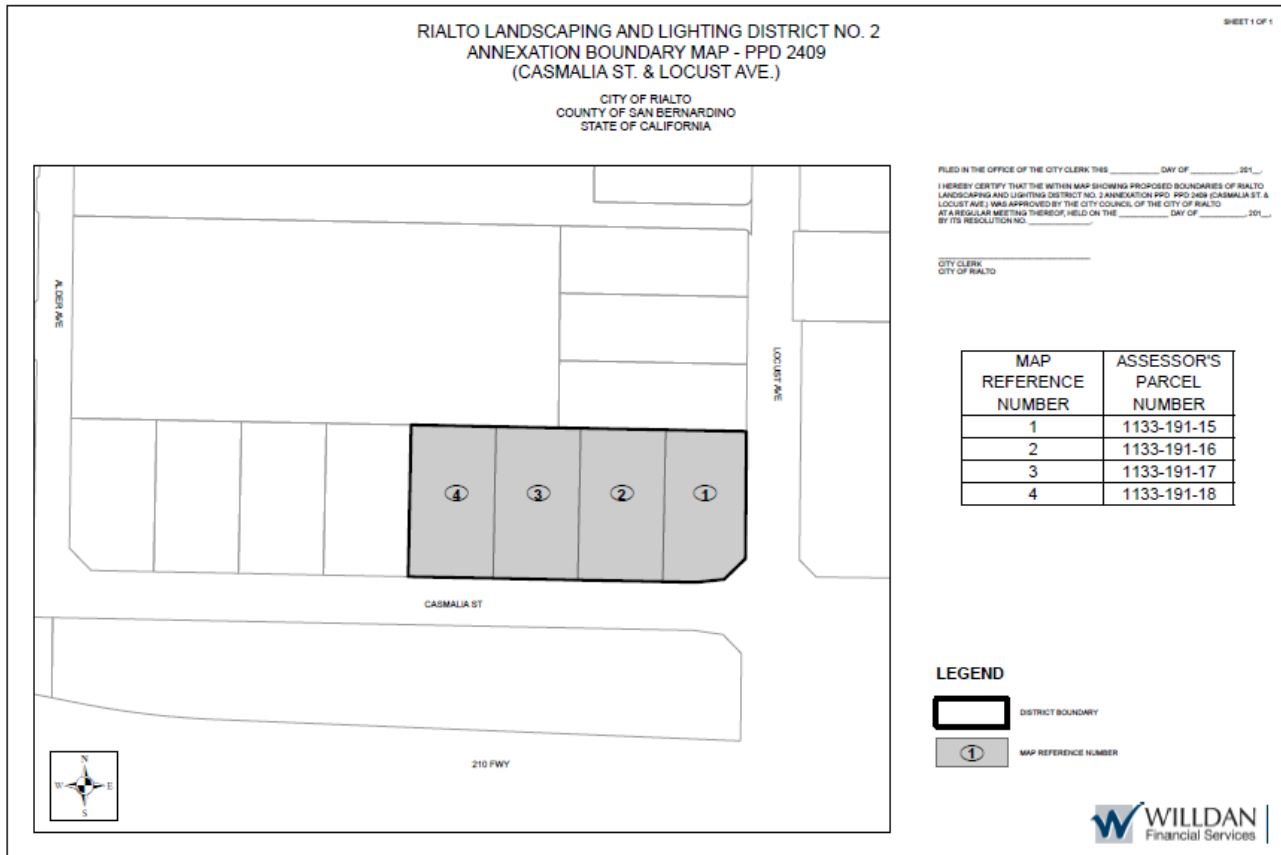 SHEET 1 OF 1
RIALTO LANDSCAPING AND LIGHTING DISTRICT NO. 2
ANNEXATION BOUNDARY MAP - PPD 2409
(CASMALIA ST. & LOCUST AVE.)
CITY OF RIALTO
COUNTY OF SAN BERNARDINO
STATE OF CALIFORNIA
FILED IN THE OFFICE OF THE CITY CLERK THIS ____________ DAY OF ___________, 201__.
I HEREBY CERTIFY THAT THE WITHIN MAP SHOWING PROPOSED BOUNDARIES OF RIALTO
LANDSCAPING AND LIGHTING DISTRICT NO. 2 ANNEXATION PPD PPD 2409 (CASMALIA ST. &
LOCUST AVE.) WAS APPROVED BY THE CITY COUNCIL OF THE CITY OF RIALTO
AT A REGULAR MEETING THEREOF, HELD ON THE ____________ DAY OF ____________, 201__,
BY ITS RESOLUTION NO. _______________.
CITY CLERK
CITY OF RIALTO
ALDER AVE
LOCUST AVE
4
3
2
1
CASMALIA ST
210 FWY
N
W E
S
MAP REFERENCE NUMBER ASSESSOR'S PARCEL NUMBER
1 1133-191-15
2 1133-191-16
3 1133-191-17
4 1133-191-18
LEGEND
DISTRICT BOUNDARY
1 MAP REFERENCE NUMBER
W WILLDAN
Financial Services